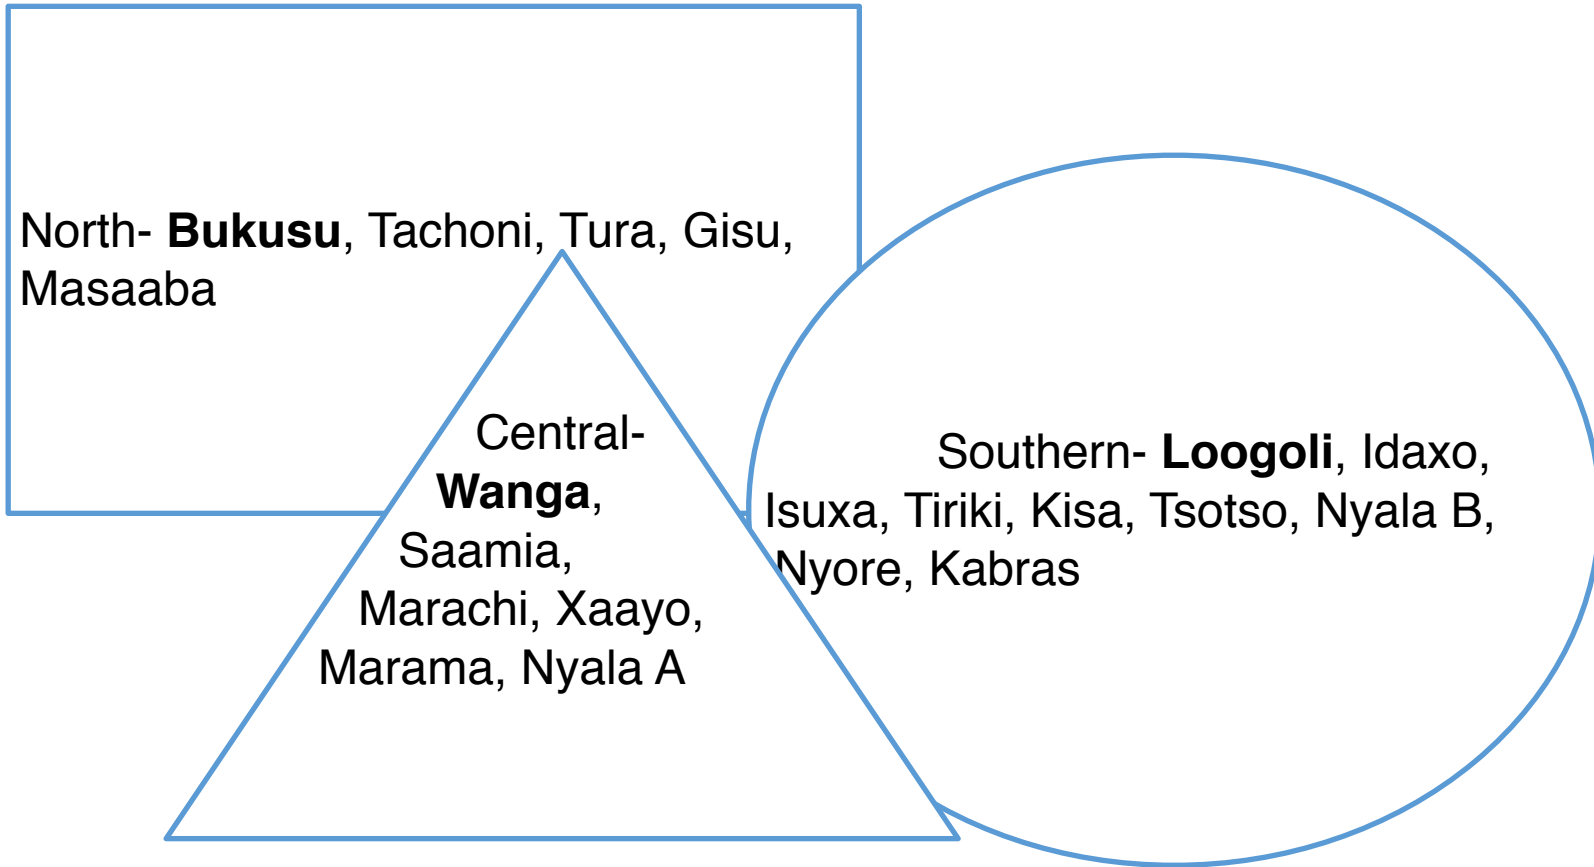 North- Bukusu, Tachoni, Tura, Gisu,
Masaaba
Central-
Wanga,
Saamia,
Marachi, Xaayo,
Marama, Nyala A
Southern- Loogoli, Idaxo,
Isuxa, Tiriki, Kisa, Tsotso, Nyala B,
Nyore, Kabras